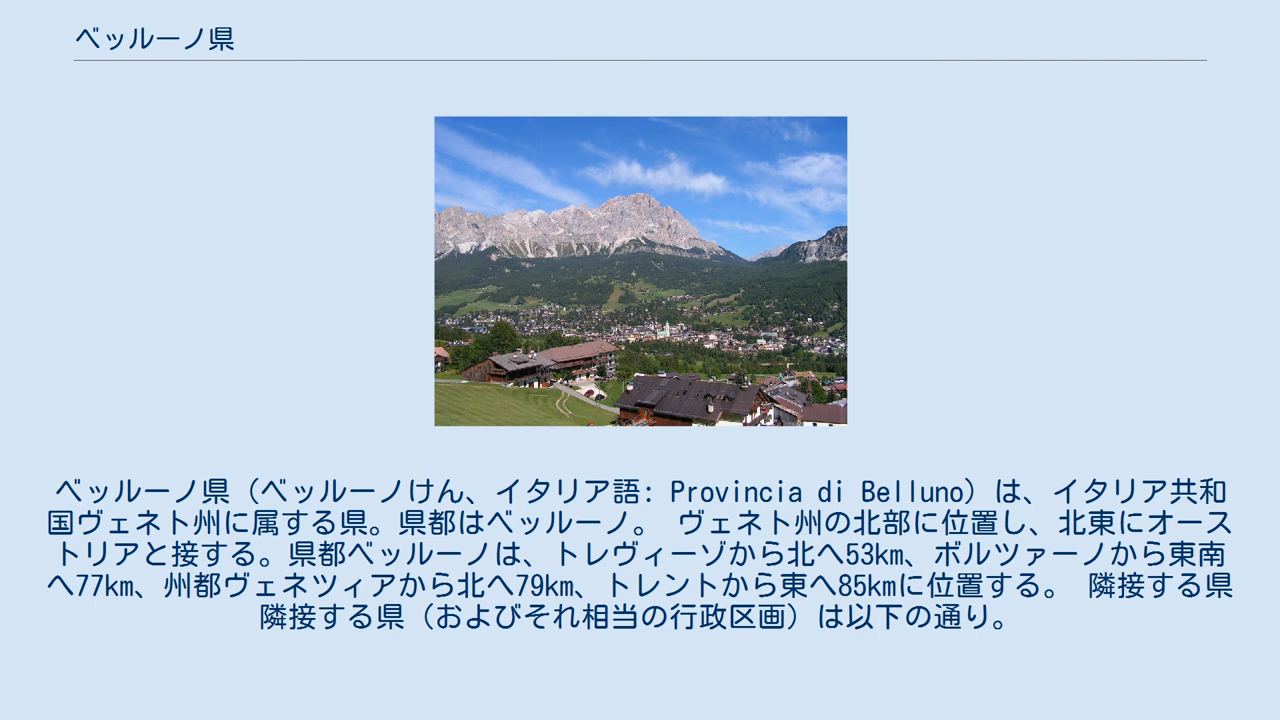 ベッルーノ県
ベッルーノ県（ベッルーノけん、イタリア語: Provincia di Belluno）は、イタリア共和
国ヴェネト州に属する県。県都はベッルーノ。 ヴェネト州の北部に位置し、北東にオース
トリアと接する。県都ベッルーノは、トレヴィーゾから北へ53km、ボルツァーノから東南
へ77km、州都ヴェネツィアから北へ79km、トレントから東へ85kmに位置する。 隣接する県
隣接する県（およびそれ相当の行政区画）は以下の通り。